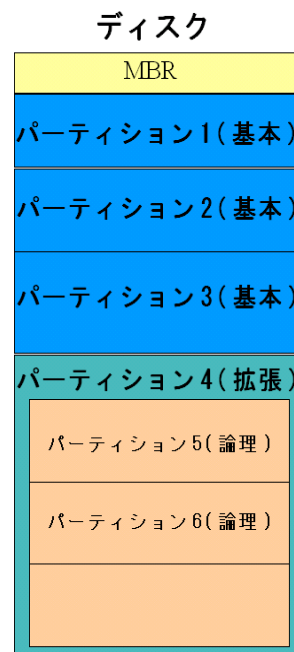 ディスク
MBR
パーティション1(基本)
パーティション2(基本)
パーティション3(基本)
パーティション4(拡張)
パーティション5(論理)
パーティション6(論理)